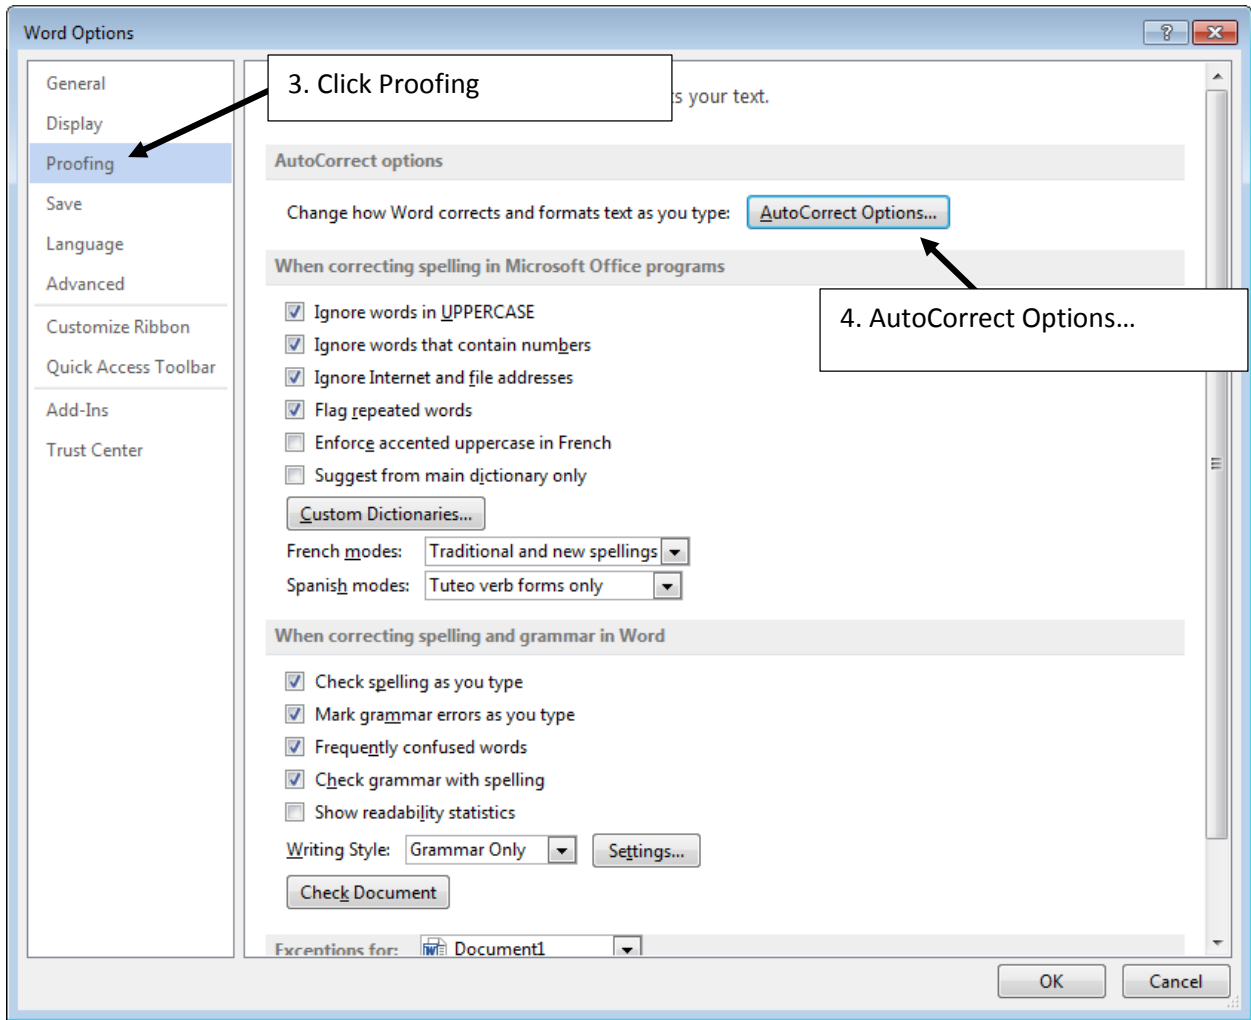 Word Options
General
Display
Proofing
Save
Language
Advanced
Customize Ribbon
Quick Access Toolbar
Add-Ins
Trust Center
3. Click Proofing
your text.
AutoCorrect options
Change how Word corrects and formats text as you type: AutoCorrect Options...
4. AutoCorrect Options...
When correcting spelling in Microsoft Office programs
Ignore words in UPPERCASE
Ignore words that contain numbers
Ignore Internet and file addresses
Flag repeated words
Enforce accented uppercase in French
Suggest from main dictionary only
Custom Dictionaries...
French modes: Traditional and new spellings
Spanish modes: Tuteo verb forms only
When correcting spelling and grammar in Word
Check spelling as you type
Mark grammar errors as you type
Frequently confused words
Check grammar with spelling
Show readability statistics
Writing Style: Grammar Only Settings...
Check Document
Exceptions for: Document1
OK Cancel